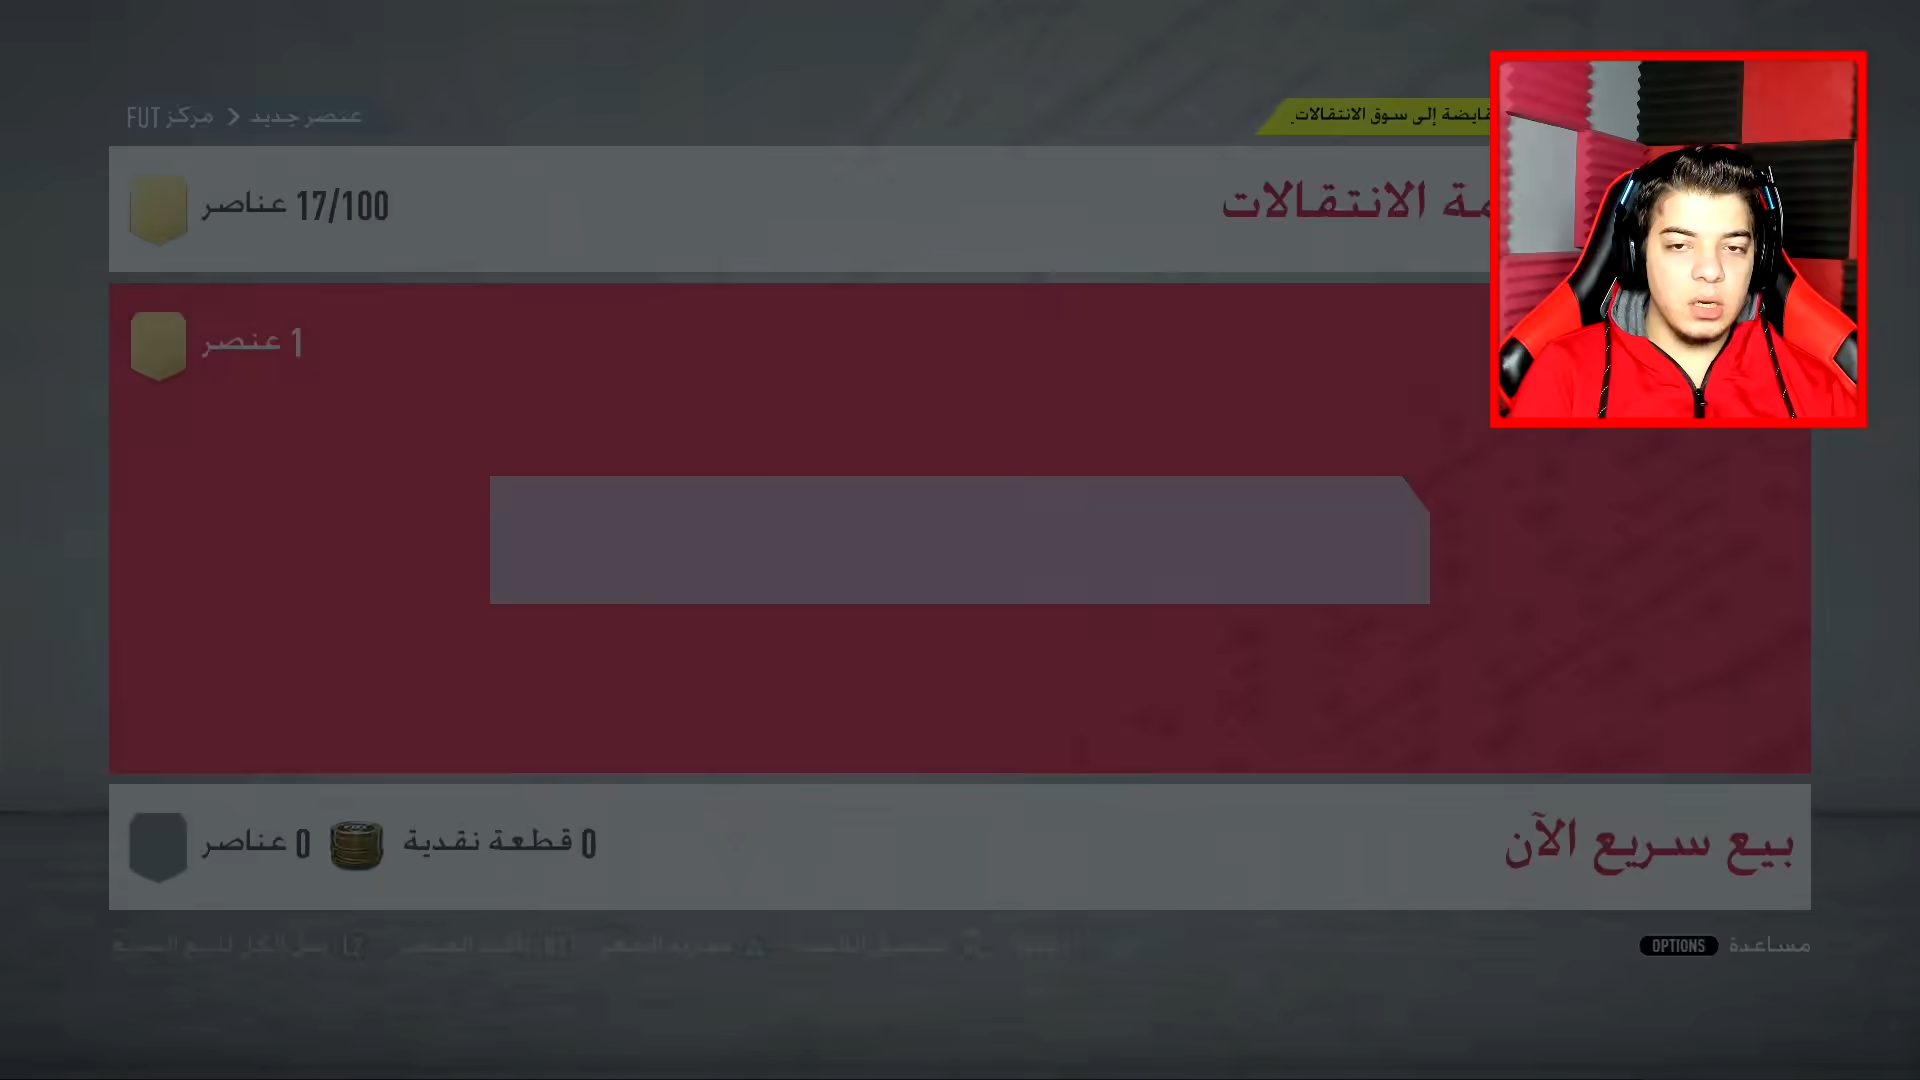 مركز FUT > عنصر جديد
قايضة إلى سوق الانتقالات.
17/100 عناصر
مة الانتقالات
1 عنصر
0 عناصر
0 قطعة نقدية
بيع سريع الآن
مساعدة OPTIONS